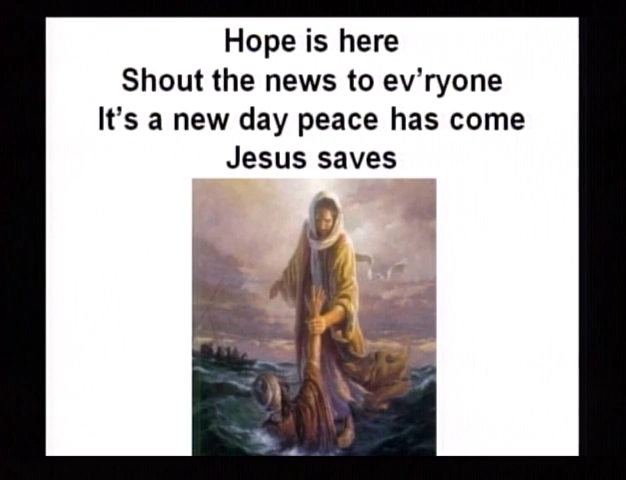 Hope is here
Shout the news to ev'ryone
It's a new day peace has come
Jesus saves